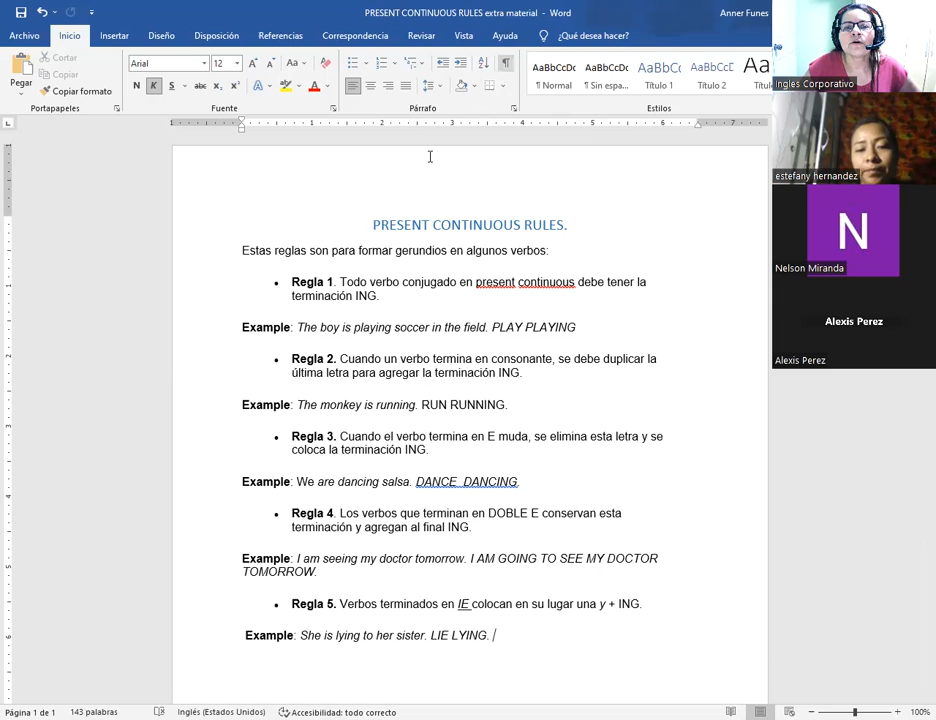 PRESENT CONTINUOUS RULES extra material - Word
Anner Funes
Archivo Inicio Insertar Diseño Disposición Referencias Correspondencia Revisar Vista Ayuda ¿Qué desea hacer?
Pegar
Cortar
Copiar
Copiar formato
Arial 12
N K S abc x₂ x²
AaBbCcDc AaBbCcDc AaBbCc AaBbCcD AaB
¶ Normal ¶ Sin espa... Título 1 Título 2
Portapapeles Fuente Párrafo Estilos
PRESENT CONTINUOUS RULES.
Estas reglas son para formar gerundios en algunos verbos:
• Regla 1. Todo verbo conjugado en present continuous debe tener la
terminación ING.
Example: The boy is playing soccer in the field. PLAY PLAYING
• Regla 2. Cuando un verbo termina en consonante, se debe duplicar la
última letra para agregar la terminación ING.
Example: The monkey is running. RUN RUNNING.
• Regla 3. Cuando el verbo termina en E muda, se elimina esta letra y se
coloca la terminación ING.
Example: We are dancing salsa. DANCE DANCING.
• Regla 4. Los verbos que terminan en DOBLE E conservan esta
terminación y agregan al final ING.
Example: I am seeing my doctor tomorrow. I AM GOING TO SEE MY DOCTOR
TOMORROW.
• Regla 5. Verbos terminados en IE colocan en su lugar una y + ING.
Example: She is lying to her sister. LIE LYING.
Página 1 de 1 143 palabras Inglés (Estados Unidos) Accesibilidad: todo correcto 100%
Ingles Corporativo
estefany hernandez
N
Nelson Miranda
Alexis Perez
Alexis Perez